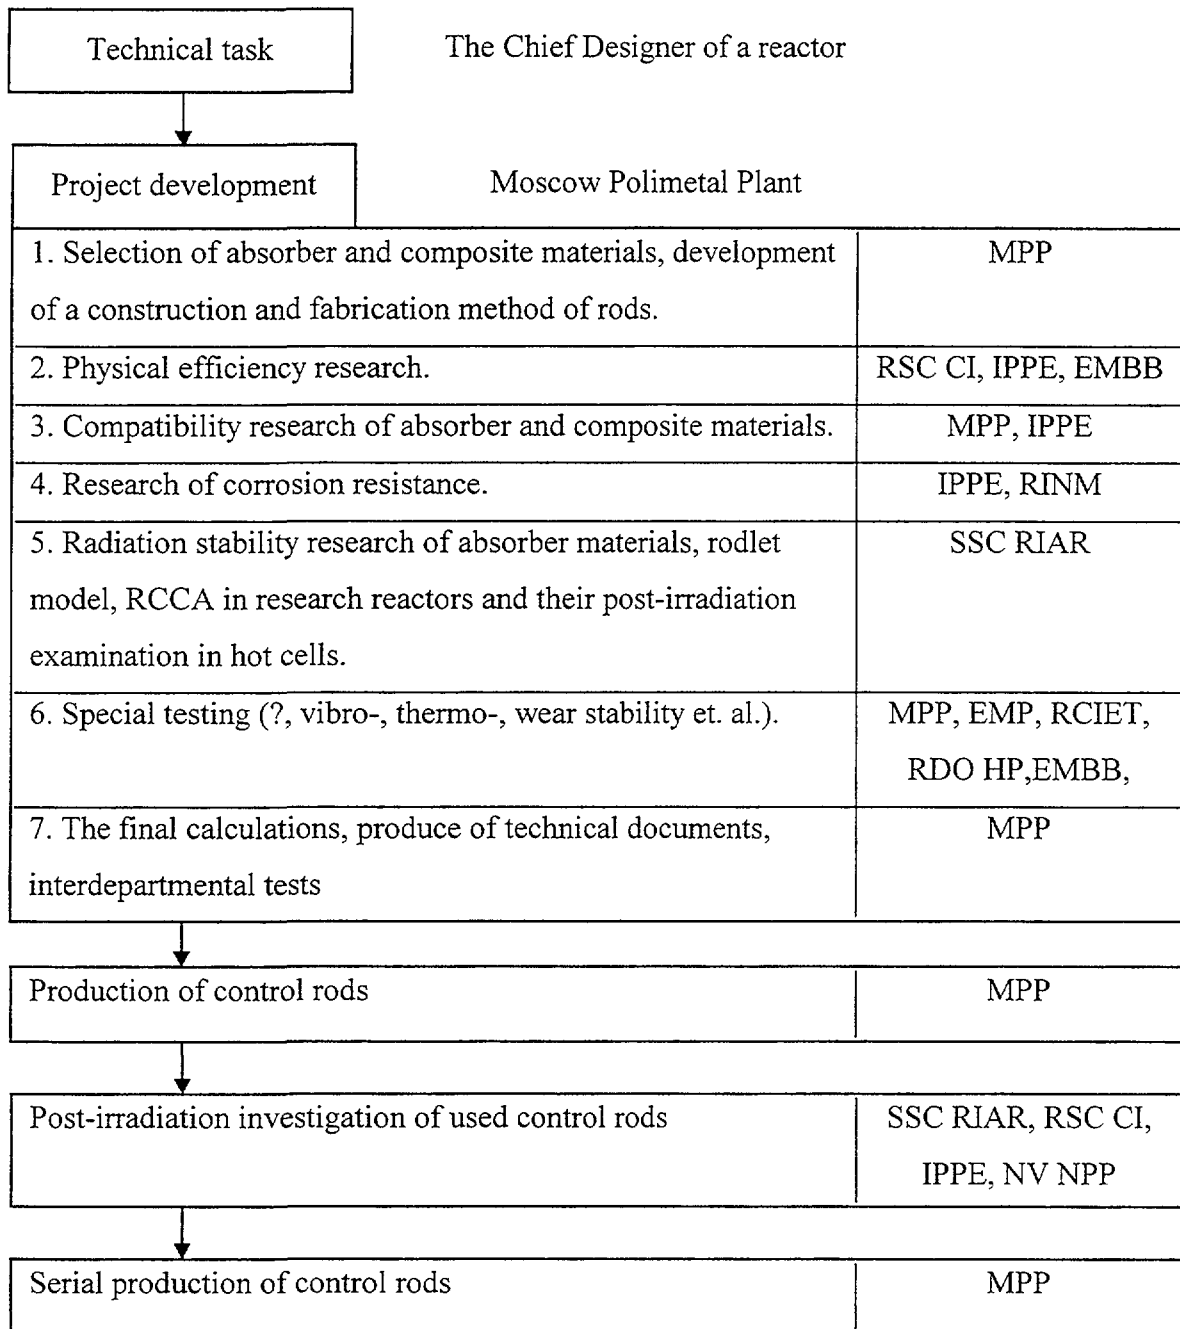 Technical task
The Chief Designer of a reactor
Project development
Moscow Polimetal Plant
1. Selection of absorber and composite materials, development
of a construction and fabrication method of rods.
MPP
2. Physical efficiency research.
RSC CI, IPPE, EMBB
3. Compatibility research of absorber and composite materials.
MPP, IPPE
4. Research of corrosion resistance.
IPPE, RINM
5. Radiation stability research of absorber materials, rodlet
model, RCCA in research reactors and their post-irradiation
examination in hot cells.
SSC RIAR
6. Special testing (?, vibro-, thermo-, wear stability et. al.).
MPP, EMP, RCIET,
RDO HP,EMBB,
7. The final calculations, produce of technical documents,
interdepartmental tests
MPP
Production of control rods
MPP
Post-irradiation investigation of used control rods
SSC RIAR, RSC CI,
IPPE, NV NPP
Serial production of control rods
MPP